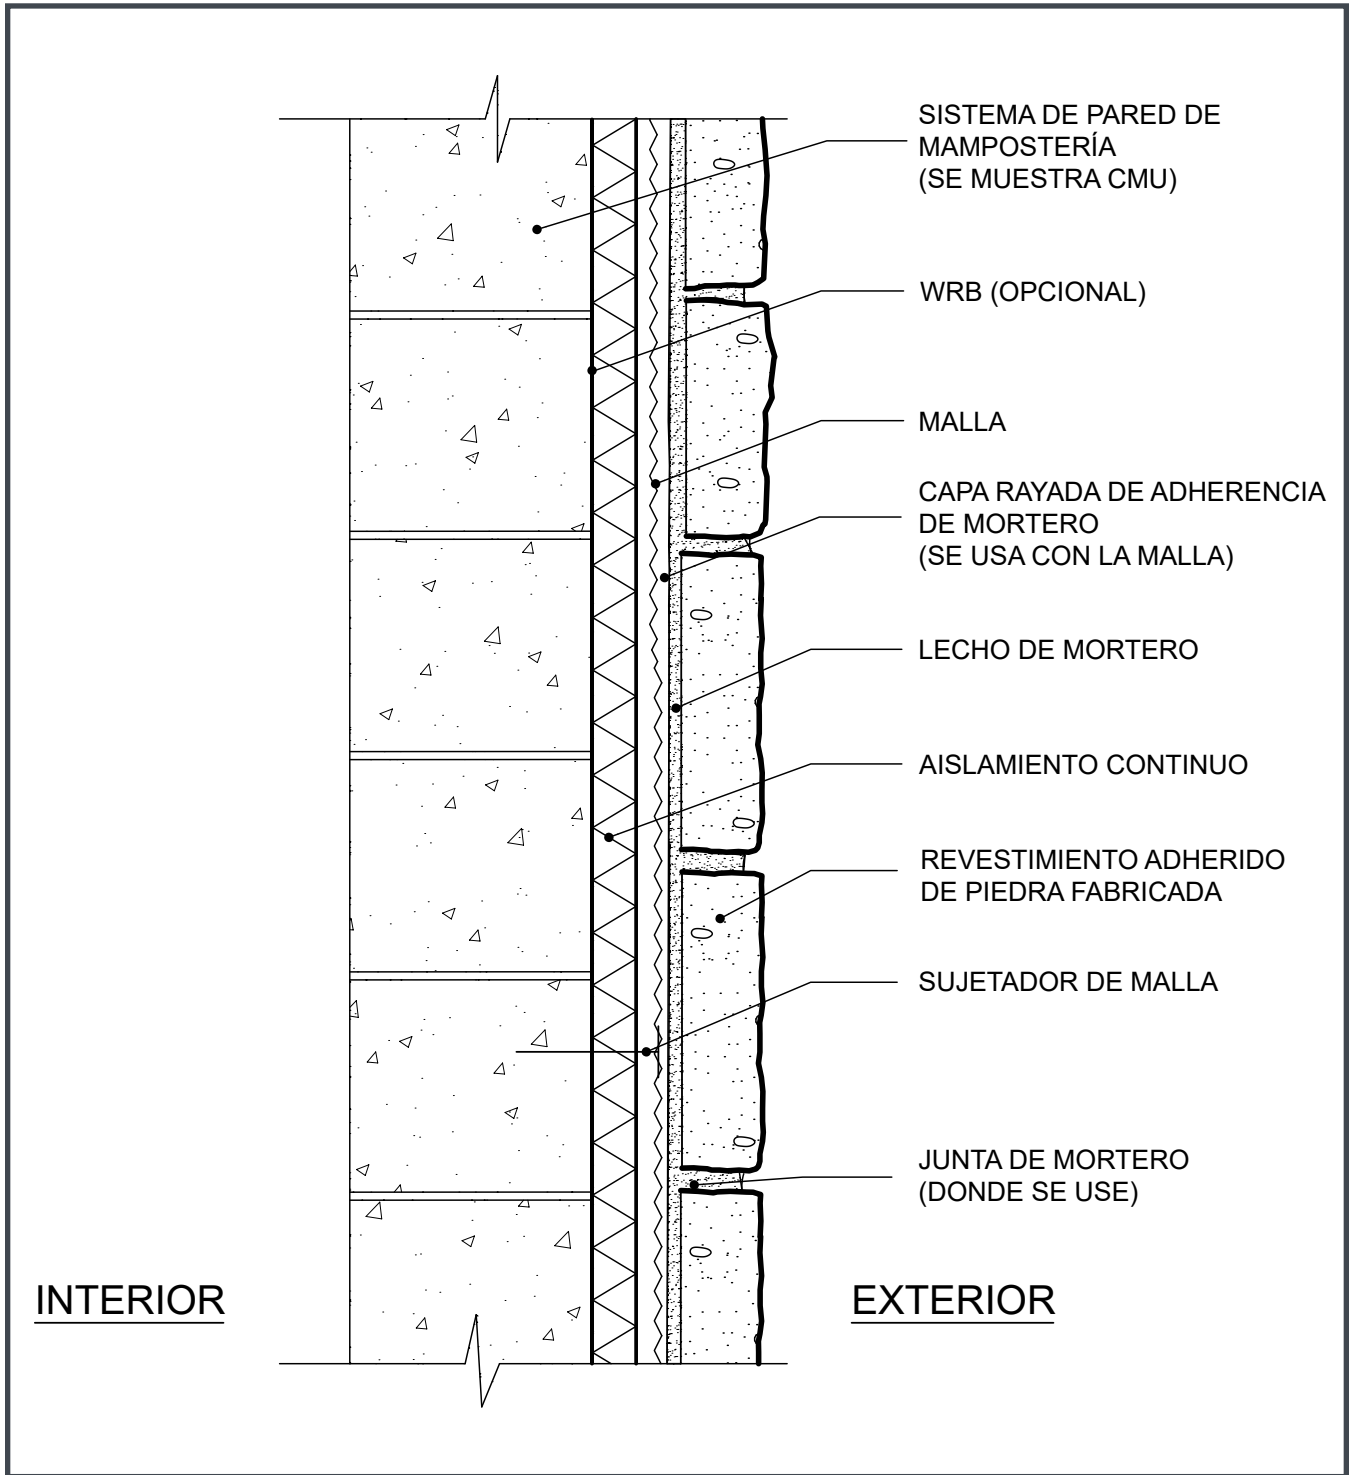 SISTEMA DE PARED DE
MAMPOSTERÍA
(SE MUESTRA CMU)
WRB (OPCIONAL)
MALLA
CAPA RAYADA DE ADHERENCIA
DE MORTERO
(SE USA CON LA MALLA)
LECHO DE MORTERO
AISLAMIENTO CONTINUO
REVESTIMIENTO ADHERIDO
DE PIEDRA FABRICADA
SUJETADOR DE MALLA
JUNTA DE MORTERO
(DONDE SE USE)
INTERIOR
EXTERIOR